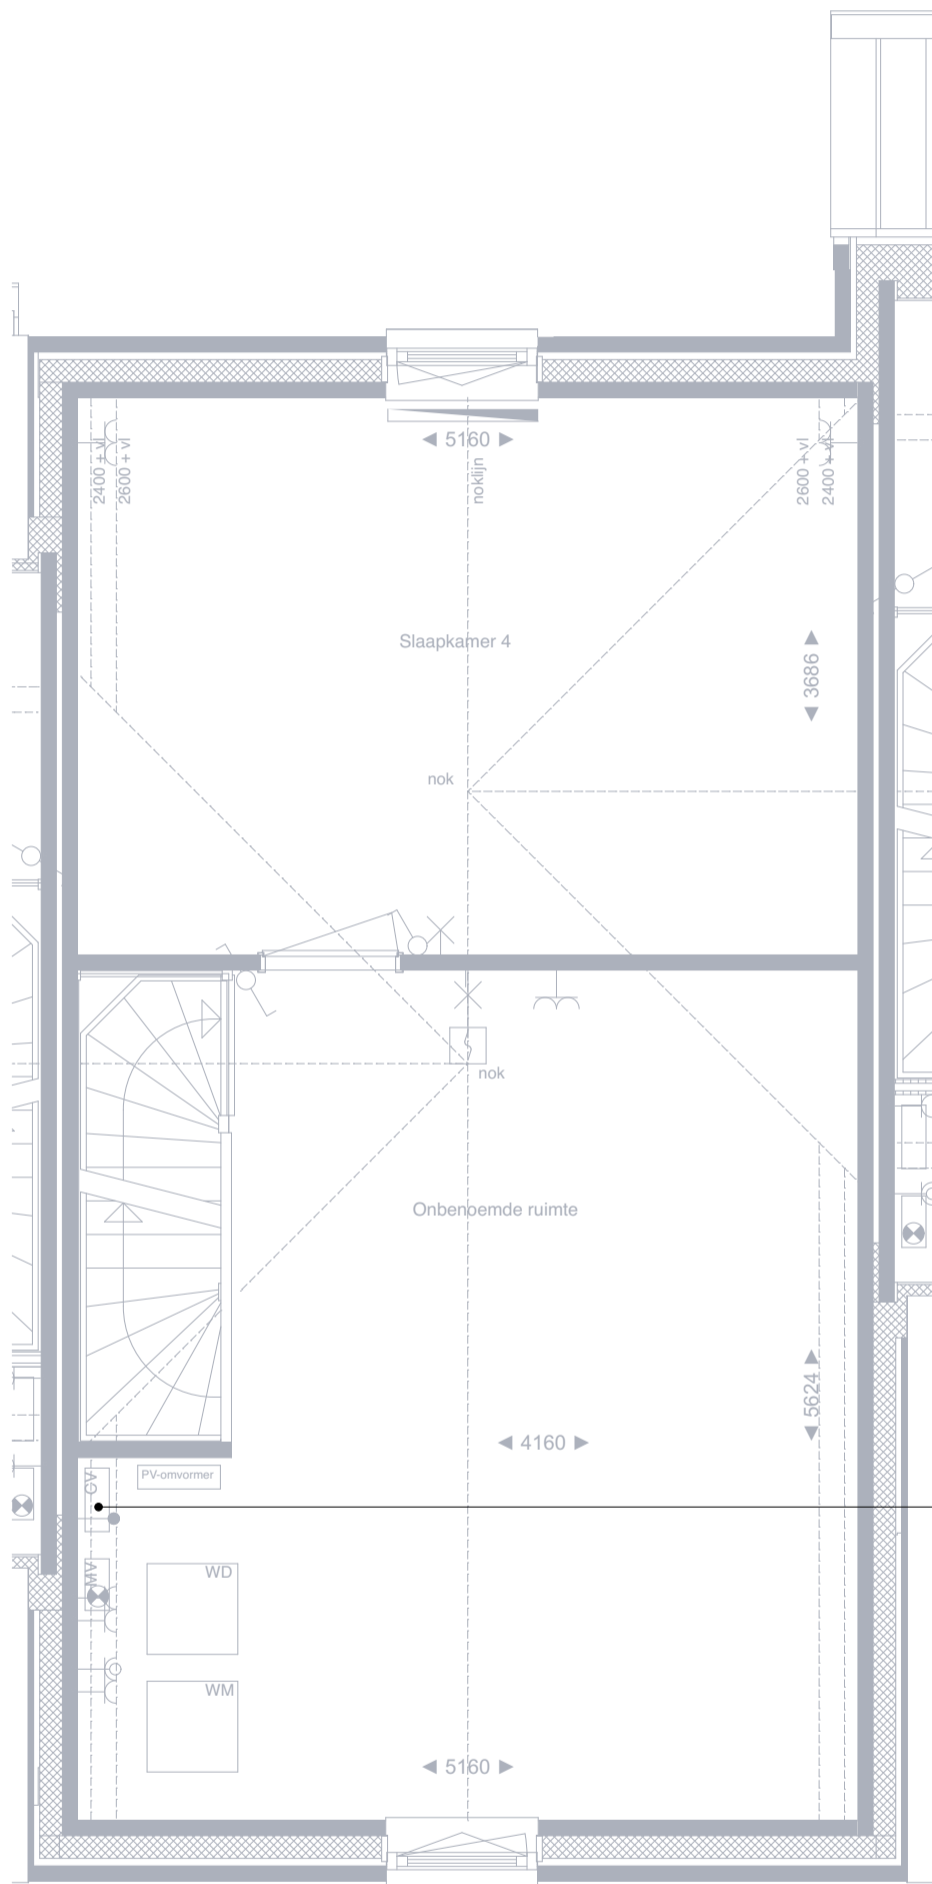 5160
2400 + vl
2600 + vl
noklijn
2600 + vl
2400 + vl
Slaapkamer 4
3686
nok
nok
Onbenoemde ruimte
5624
4160
PV-omvormer
CV
MV
WD
WM
5160